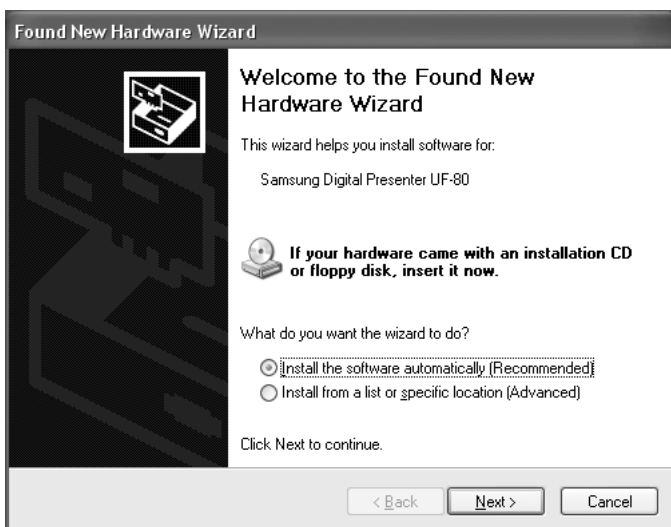 Found New Hardware Wizard
Welcome to the Found New
Hardware Wizard
This wizard helps you install software for:
Samsung Digital Presenter UF-80
If your hardware came with an installation CD
or floppy disk, insert it now.
What do you want the wizard to do?
Install the software automatically (Recommended)
Install from a list or specific location (Advanced)
Click Next to continue.
< Back Next > Cancel